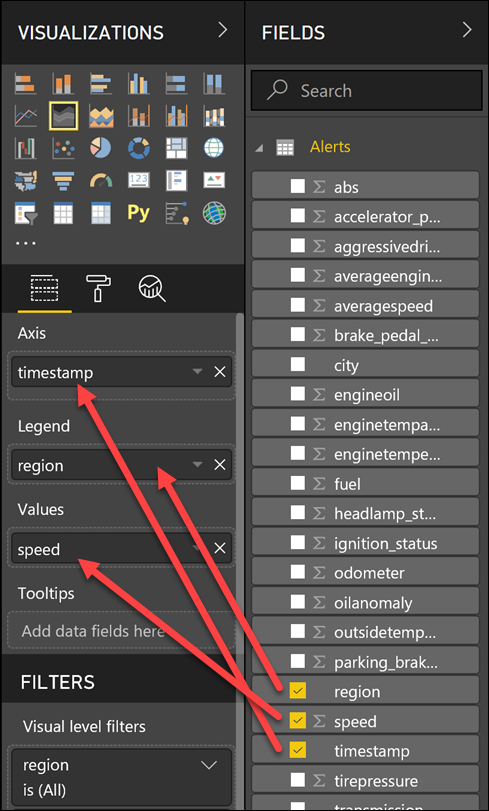 VISUALIZATIONS
Py
Axis
timestamp
Legend
region
Values
speed
Tooltips
Add data fields here
FILTERS
Visual level filters
region
is (All)
FIELDS
Search
Alerts
abs
accelerator_p...
aggressivedri...
averageengin...
averagespeed
brake_pedal_...
city
engineoil
enginetempa...
enginetempe...
fuel
headlamp_st...
ignition_status
odometer
oilanomaly
outsidetemp...
parking_brak...
region
speed
timestamp
tirepressure
transmission